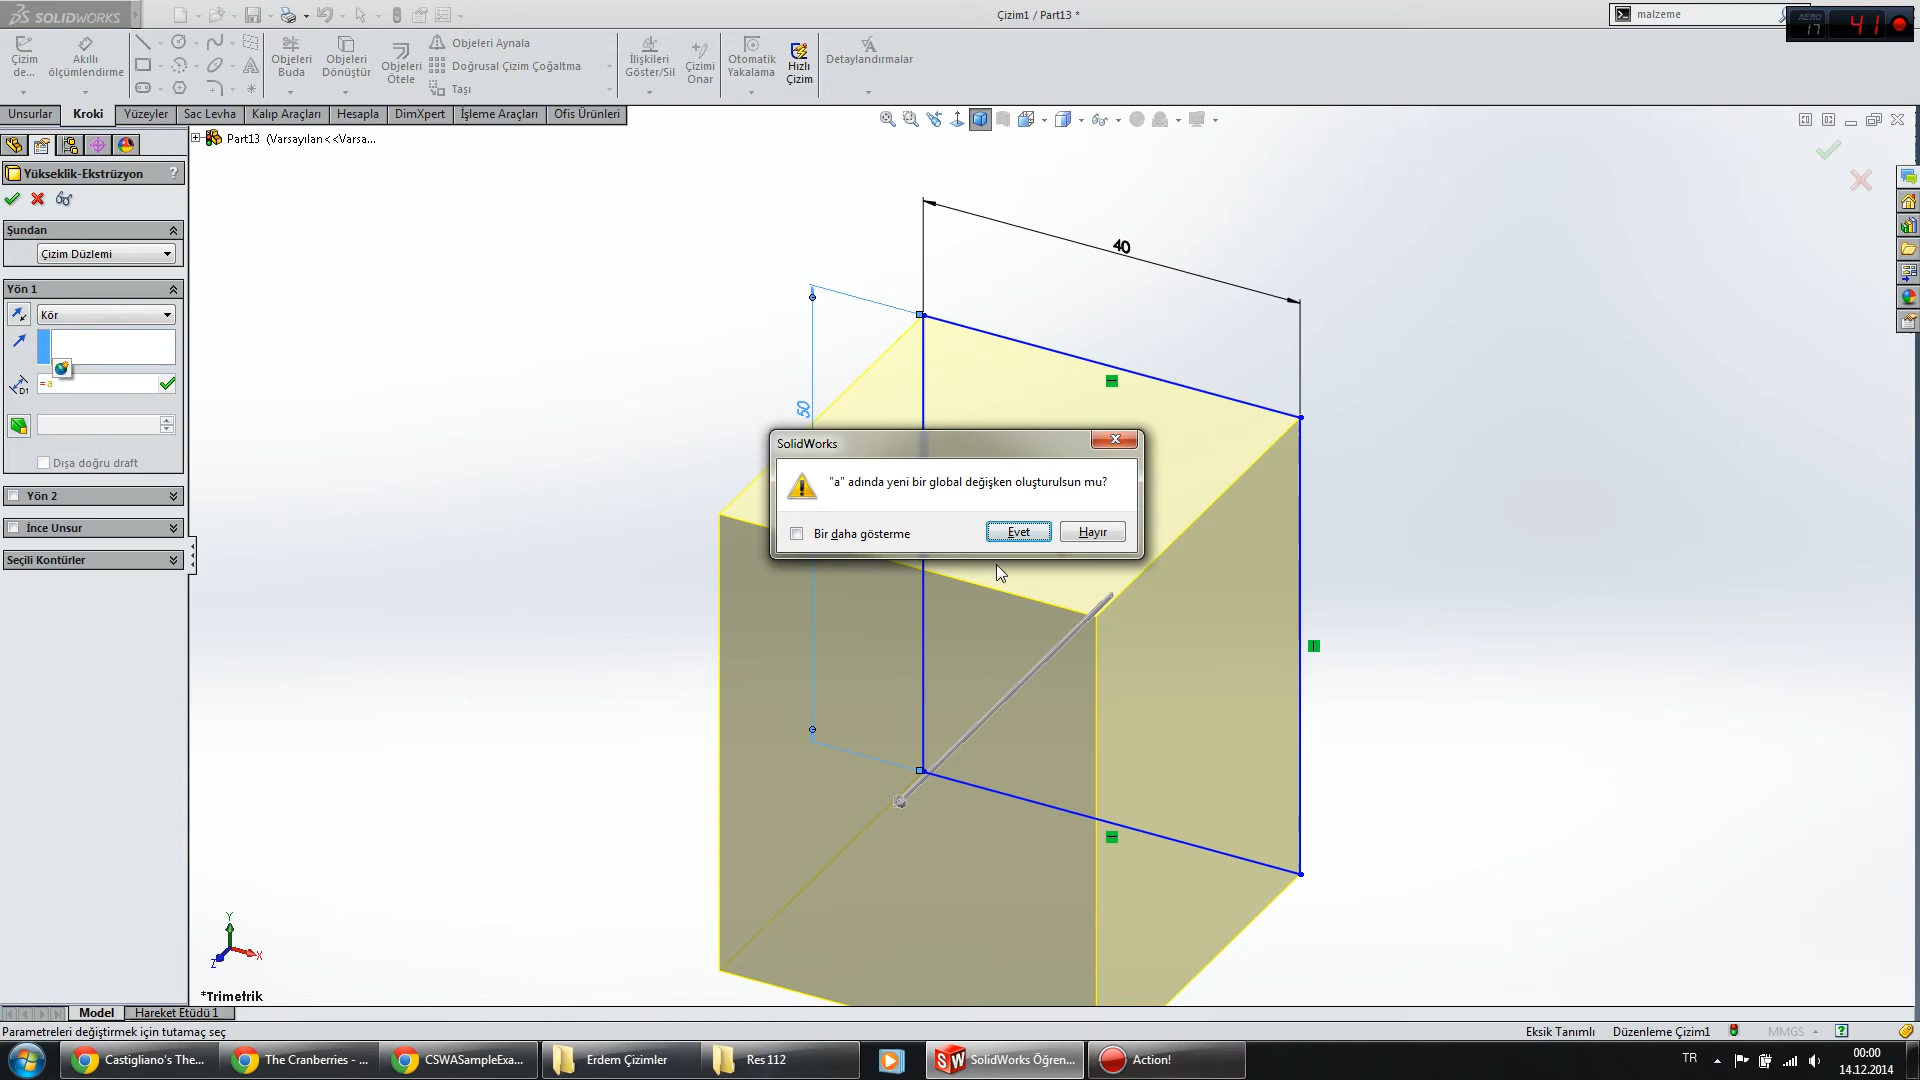 SOLIDWORKS
Çizim1 / Part13 *
malzeme
AERO
17
41
Çizim de...
Akıllı ölçümlendirme
Objeleri Buda
Objeleri Dönüştür
Objeleri Ötele
Objeleri Aynala
Doğrusal Çizim Çoğaltma
Taşı
İlişkileri Göster/Sil
Çizimi Onar
Otomatik Yakalama
Hızlı Çizim
Detaylandırmalar
Unsurlar
Kroki
Yüzeyler
Sac Levha
Kalıp Araçları
Hesapla
DimXpert
İşleme Araçları
Ofis Ürünleri
Part13 (Varsayılan<<Varsa...
Yükseklik-Ekstrüzyon
?
Şundan
Çizim Düzlemi
Yön 1
Kör
D1
=a
Dışa doğru draft
Yön 2
İnce Unsur
Seçili Kontürler
40
50
SolidWorks
"a" adında yeni bir global değişken oluşturulsun mu?
Bir daha gösterme
Evet
Hayır
Y
X
Z
*Trimetrik
Model
Hareket Etüdü 1
Parametreleri değiştirmek için tutamaç seç
Eksik Tanımlı
Düzenleme Çizim1
MMGS
?
Castigliano's The...
The Cranberries - ...
CSWASampleExa...
Erdem Çizimler
Res 112
SW
SolidWorks Öğren...
Action!
TR
00:00
14.12.2014